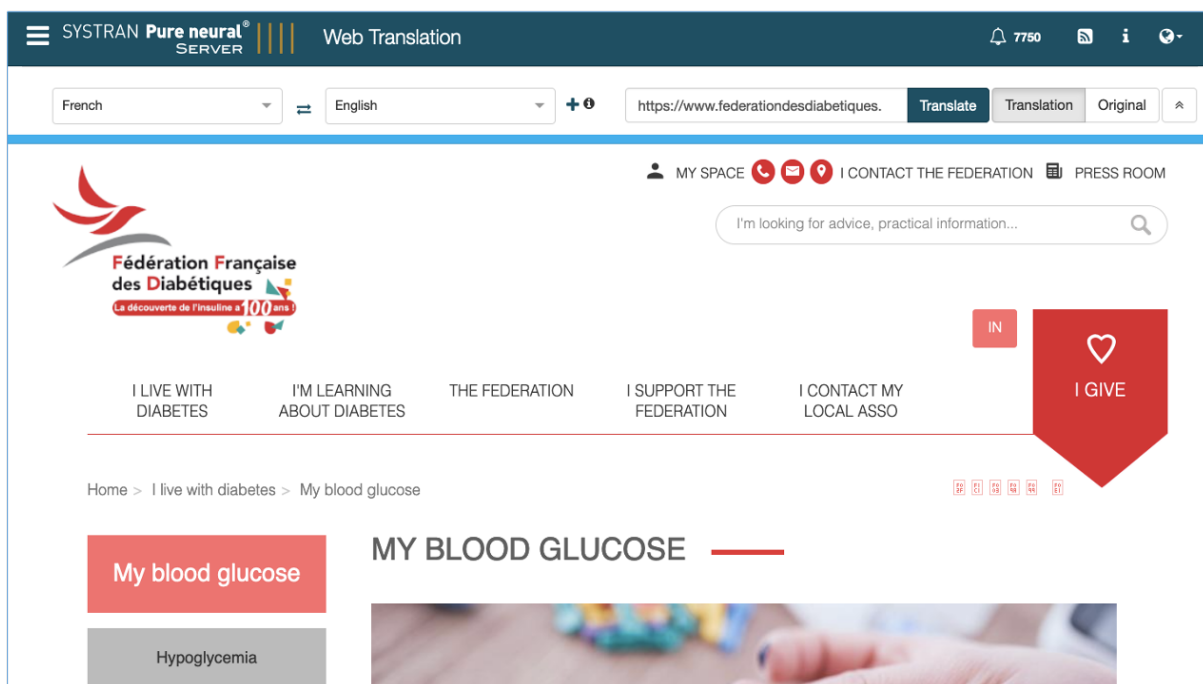 SYSTRAN Pure neural®
SERVER
Web Translation
7750
French
English
https://www.federationdesdiabetiques.
Translate
Translation
Original
MY SPACE
I CONTACT THE FEDERATION
PRESS ROOM
I'm looking for advice, practical information...
Fédération Française
des Diabétiques
La découverte de l'insuline a 100 ans !
IN
I GIVE
I LIVE WITH
DIABETES
I'M LEARNING
ABOUT DIABETES
THE FEDERATION
I SUPPORT THE
FEDERATION
I CONTACT MY
LOCAL ASSO
Home > I live with diabetes > My blood glucose
My blood glucose
MY BLOOD GLUCOSE
Hypoglycemia